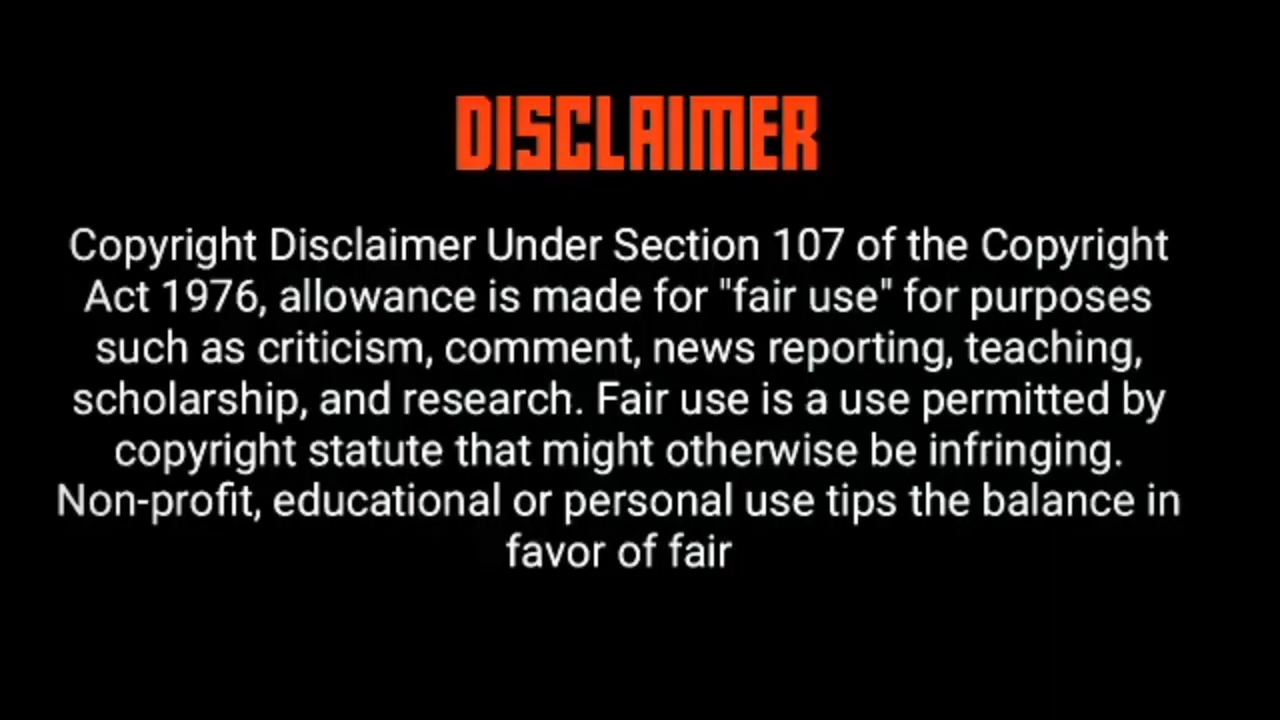 DISCLAIMER
Copyright Disclaimer Under Section 107 of the Copyright
Act 1976, allowance is made for "fair use" for purposes
such as criticism, comment, news reporting, teaching,
scholarship, and research. Fair use is a use permitted by
copyright statute that might otherwise be infringing.
Non-profit, educational or personal use tips the balance in
favor of fair